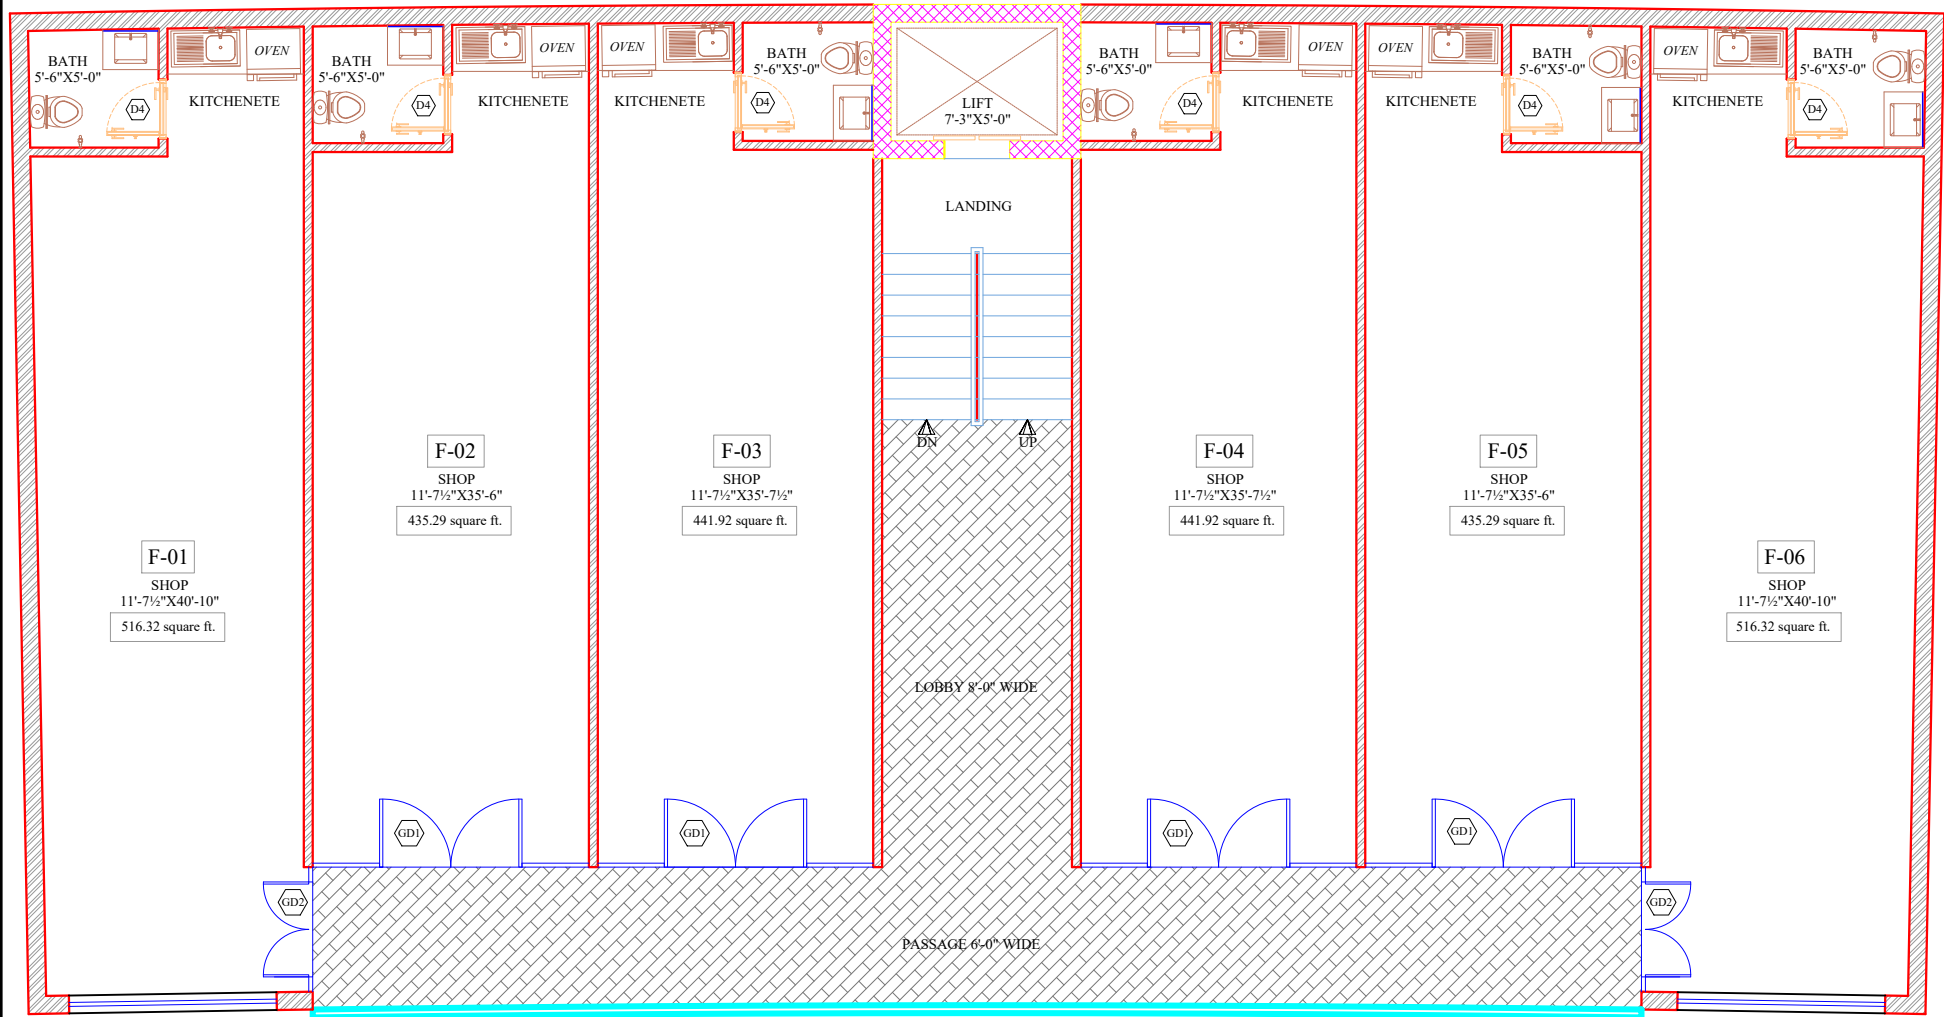 BATH
5'-6"X5'-0"
D4
OVEN
KITCHENETE
BATH
5'-6"X5'-0"
D4
OVEN
KITCHENETE
OVEN
KITCHENETE
BATH
5'-6"X5'-0"
D4
LIFT
7'-3"X5'-0"
BATH
5'-6"X5'-0"
D4
OVEN
KITCHENETE
OVEN
KITCHENETE
BATH
5'-6"X5'-0"
D4
OVEN
KITCHENETE
BATH
5'-6"X5'-0"
D4
LANDING
DN
UP
F-02
SHOP
11'-7½"X35'-6"
435.29 square ft.
F-03
SHOP
11'-7½"X35'-7½"
441.92 square ft.
F-04
SHOP
11'-7½"X35'-7½"
441.92 square ft.
F-05
SHOP
11'-7½"X35'-6"
435.29 square ft.
F-01
SHOP
11'-7½"X40'-10"
516.32 square ft.
F-06
SHOP
11'-7½"X40'-10"
516.32 square ft.
LOBBY 8'-0" WIDE
GD1
GD1
GD1
GD1
GD2
GD2
PASSAGE 6'-0" WIDE